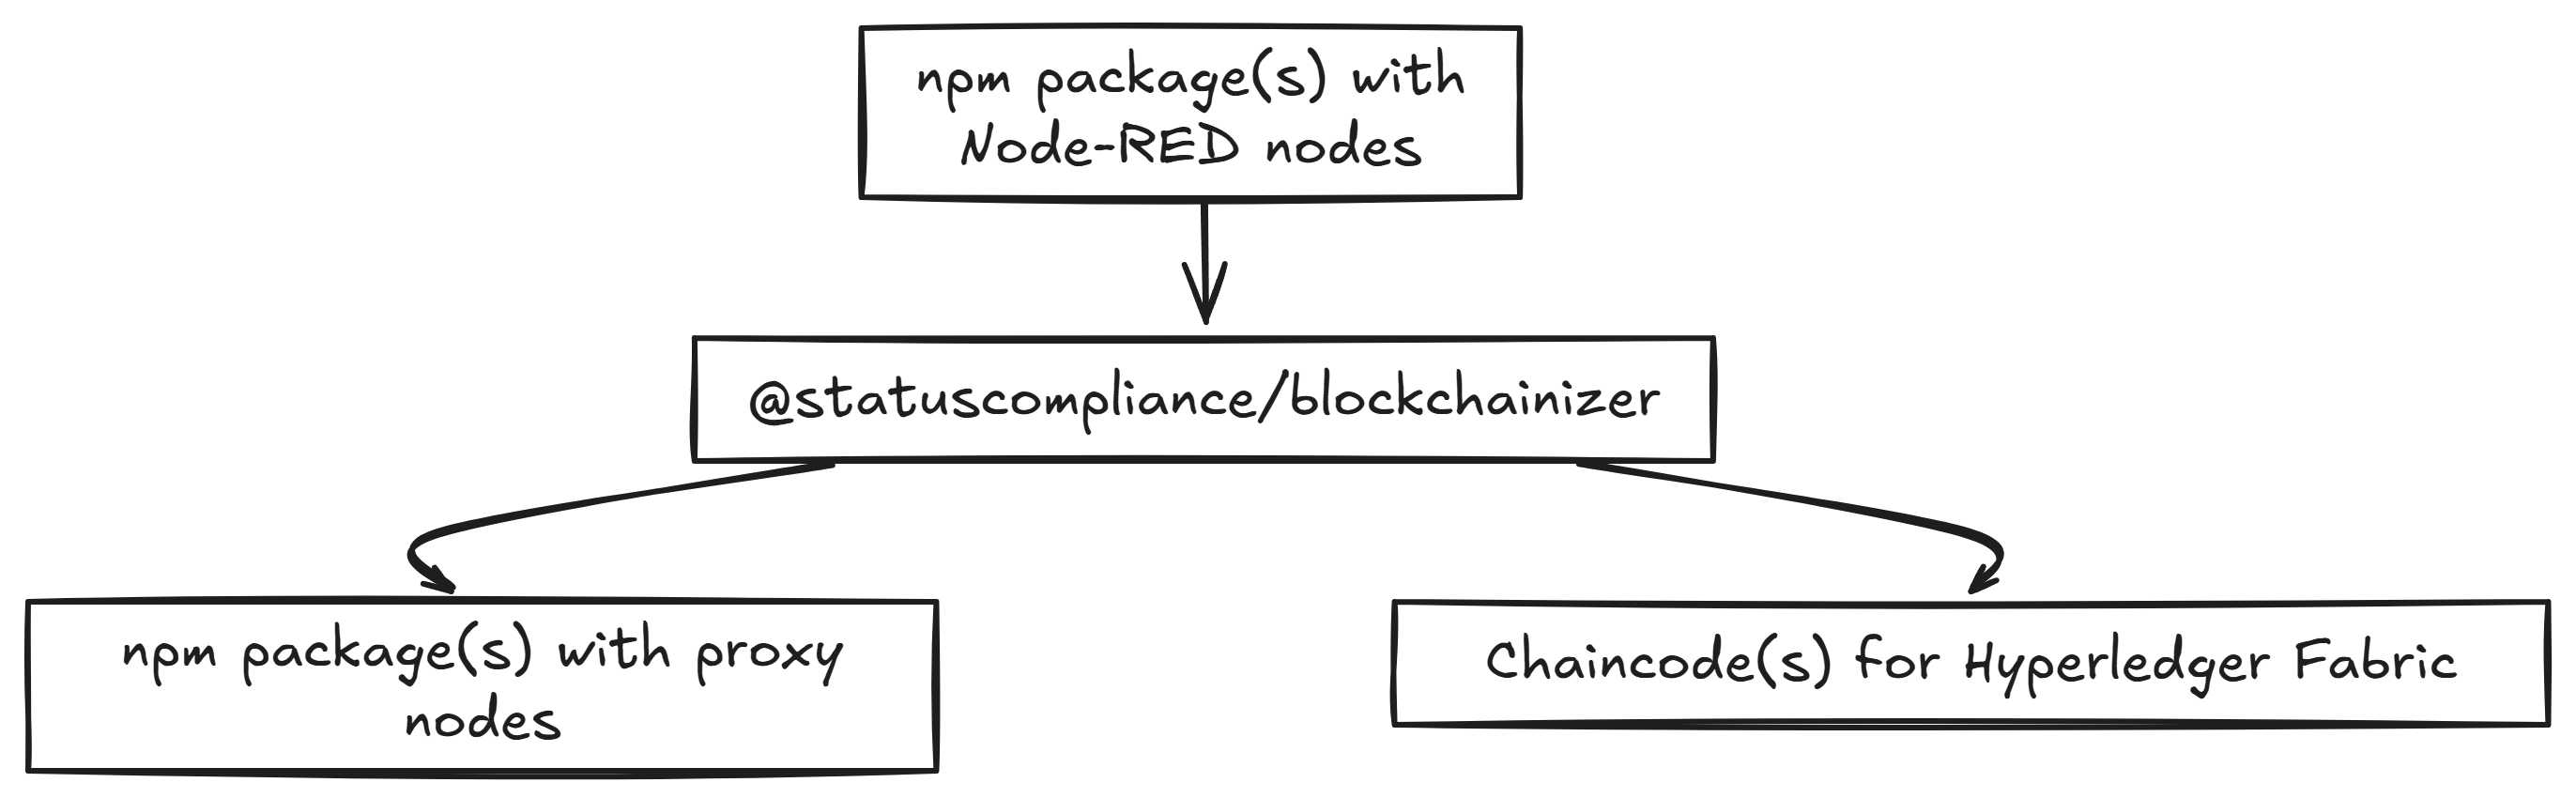 npm package(s) with
Node-RED nodes
@statuscompliance/blockchainizer
npm package(s) with proxy
nodes
Chaincode(s) for Hyperledger Fabric